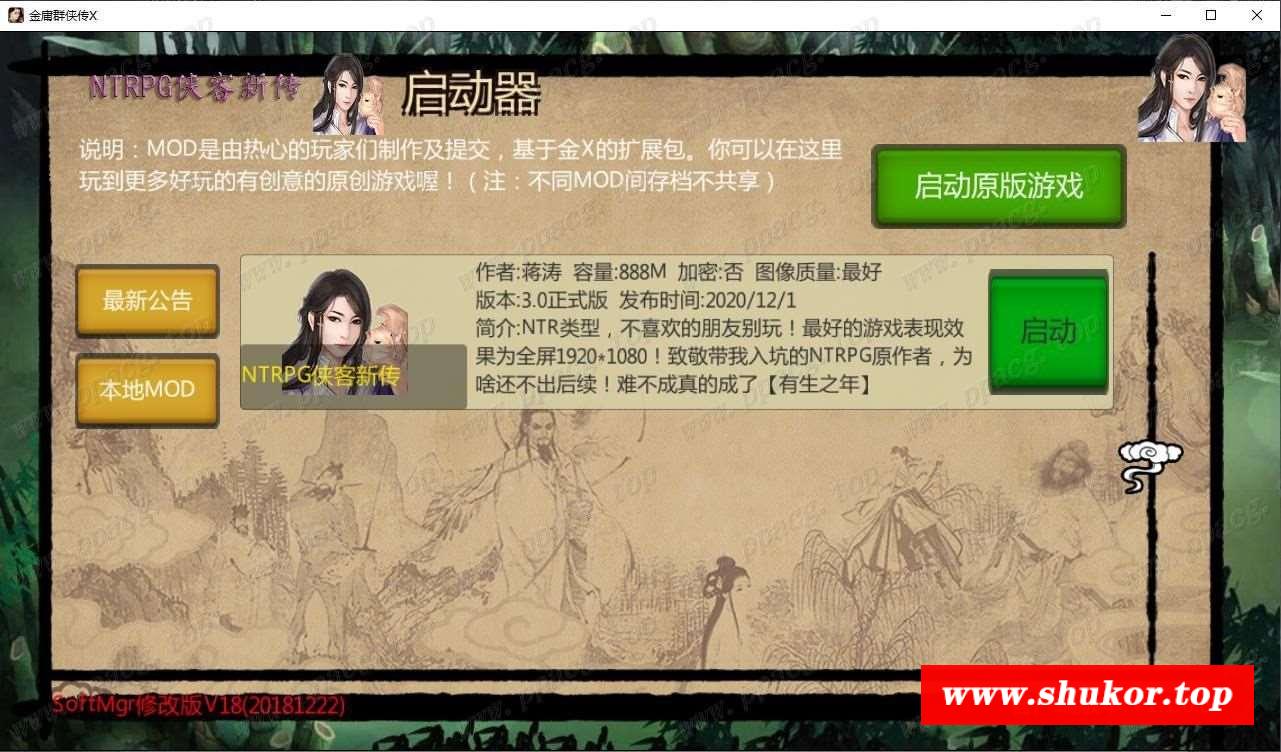 金庸群侠传X
NTRPG侠客新传
启动器
说明：MOD是由热心的玩家们制作及提交，基于金X的扩展包。你可以在这里
玩到更多好玩的有创意的原创游戏喔！（注：不同MOD间存档不共享）
启动原版游戏
最新公告
本地MOD
NTRPG侠客新传
作者:蒋涛 容量:888M 加密:否 图像质量:最好
版本:3.0正式版 发布时间:2020/12/1
简介:NTR类型，不喜欢的朋友别玩！最好的游戏表现效
果为全屏1920*1080！致敬带我入坑的NTRPG原作者，为
啥还不出后续！难不成真的成了【有生之年】
启动
SoftMgr修改版V18(20181222)
www.shukor.top
www.ppacg.top